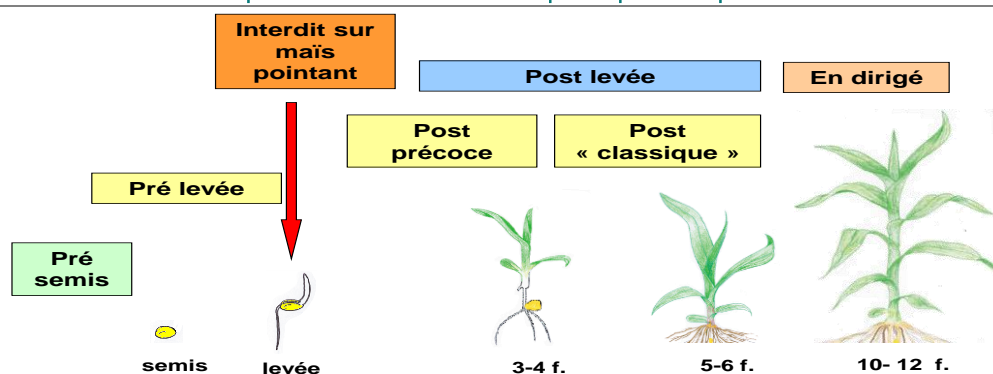 Interdit sur
maïs
pointant
Post levée
En dirigé
Post
précoce
Post
« classique »
Pré levée
Pré
semis
semis
levée
3-4 f.
5-6 f.
10- 12 f.